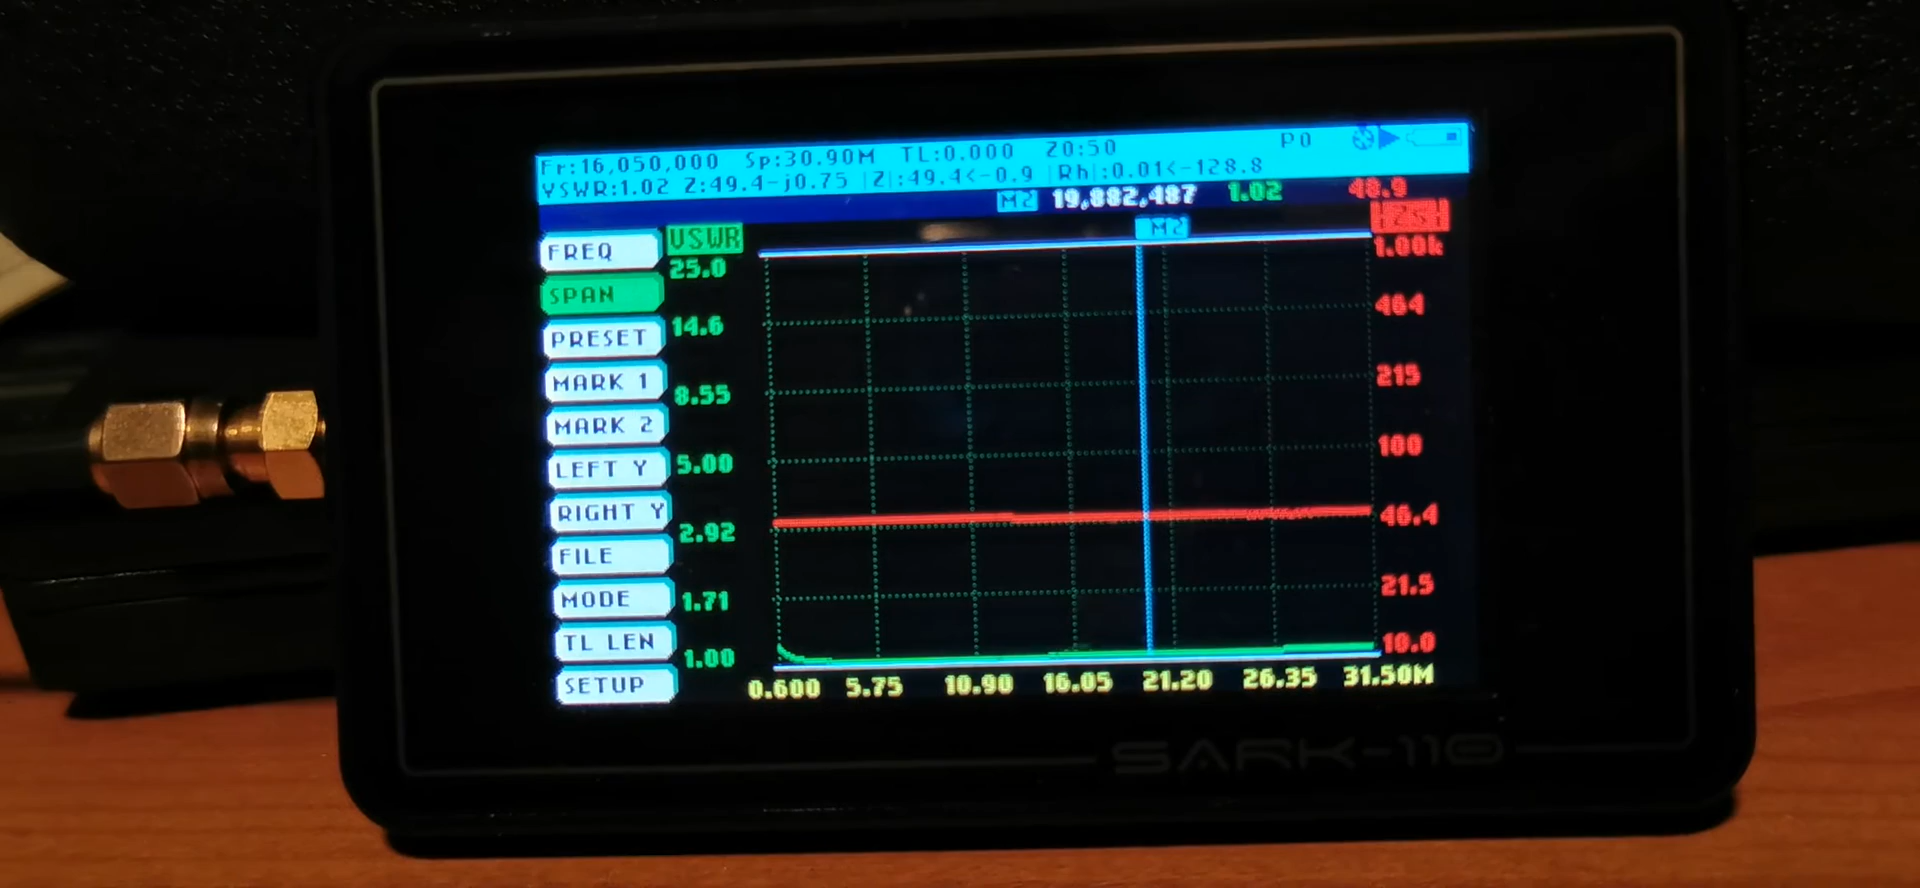 Fr:16,050,000 Sp:30.90M TL:0.000 Z0:50 P0
VSWR:1.02 Z:49.4-j0.75 |Z|:49.4<-0.9 |Rh|:0.01<-128.8
M2 19,882,487 1.02 48.9
FREQ
SPAN
PRESET
MARK 1
MARK 2
LEFT Y
RIGHT Y
FILE
MODE
TL LEN
SETUP
VSWR
25.0
14.6
8.55
5.00
2.92
1.71
1.00
M2
|Zs|
1.00k
464
215
100
46.4
21.5
10.0
0.600 5.75 10.90 16.05 21.20 26.35 31.50M
SARK-110